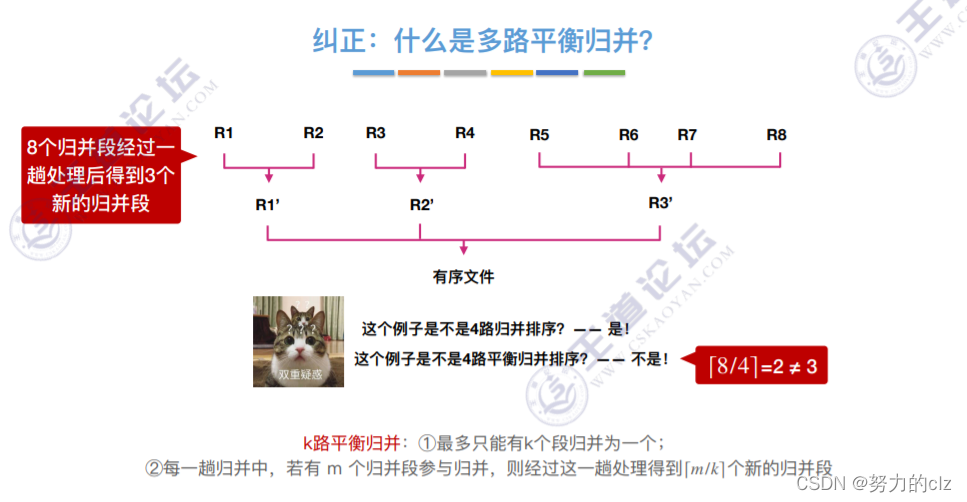 纠正：什么是多路平衡归并？
8个归并段经过一
趟处理后得到3个
新的归并段
R1 R2 R3 R4 R5 R6 R7 R8
R1’ R2’ R3’
有序文件
???
双重疑惑
这个例子是不是4路归并排序？—— 是！
这个例子是不是4路平衡归并排序？—— 不是！
⌈8/4⌉=2 ≠ 3
k路平衡归并：①最多只能有k个段归并为一个；
②每一趟归并中，若有 m 个归并段参与归并，则经过这一趟处理得到⌈m/k⌉个新的归并段
王道论坛
WWW.CSKAOYAN.COM
CSDN @努力的clz